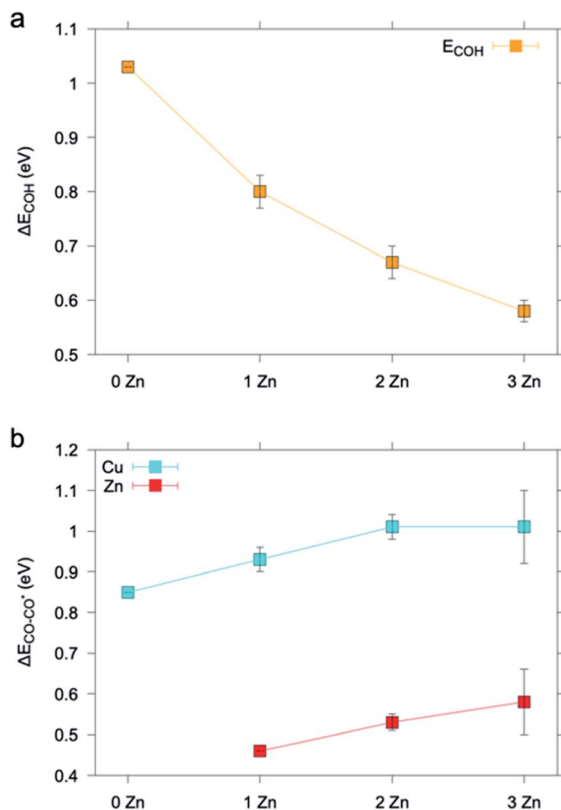 a
E_COH
ΔE_COH (eV)
1.1
1
0.9
0.8
0.7
0.6
0.5
0 Zn
1 Zn
2 Zn
3 Zn
b
Cu
Zn
ΔE_CO-CO* (eV)
1.2
1.1
1
0.9
0.8
0.7
0.6
0.5
0.4
0 Zn
1 Zn
2 Zn
3 Zn